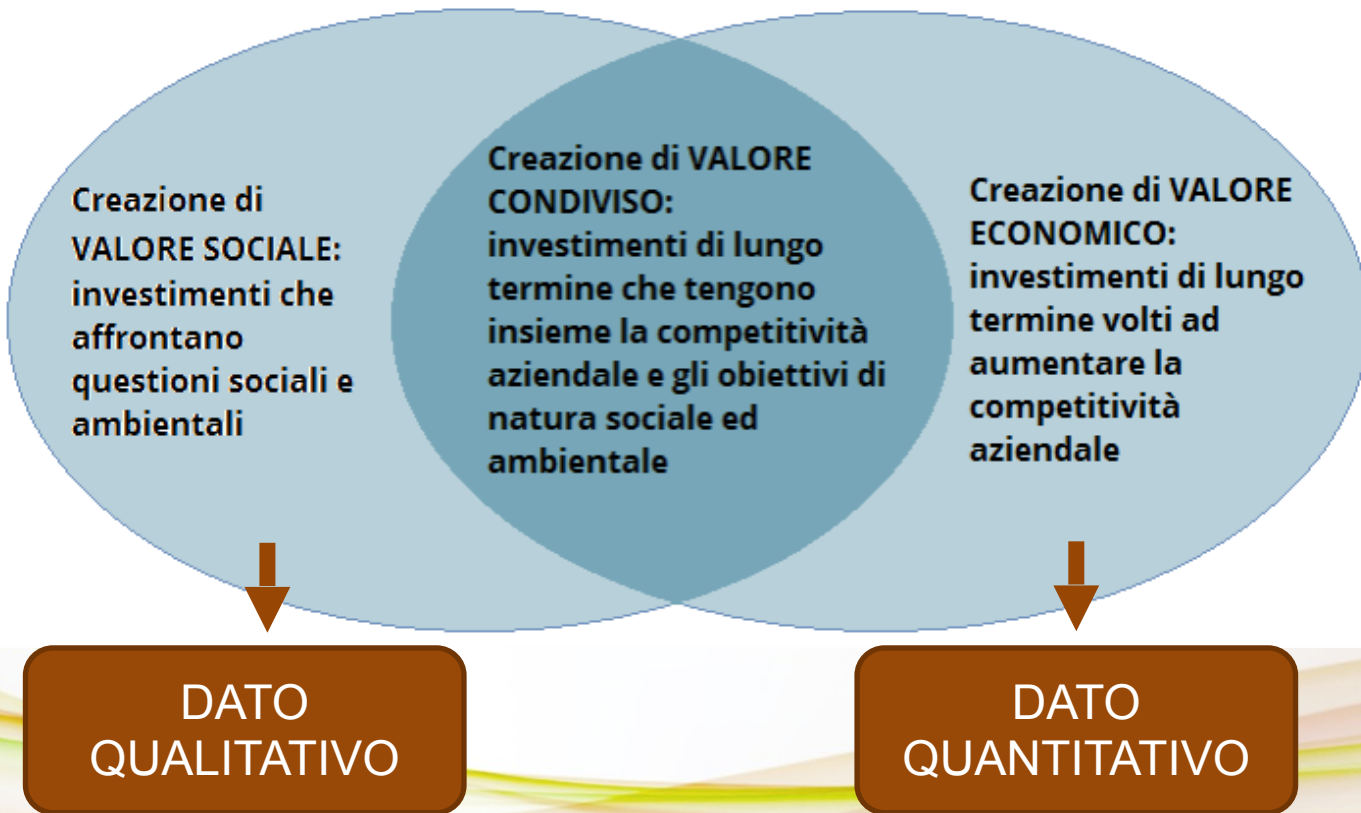 Creazione di
VALORE SOCIALE:
investimenti che
affrontano
questioni sociali e
ambientali
Creazione di VALORE
CONDIVISO:
investimenti di lungo
termine che tengono
insieme la competitività
aziendale e gli obiettivi di
natura sociale ed
ambientale
Creazione di VALORE
ECONOMICO:
investimenti di lungo
termine volti ad
aumentare la
competitività
aziendale
DATO
QUALITATIVO
DATO
QUANTITATIVO